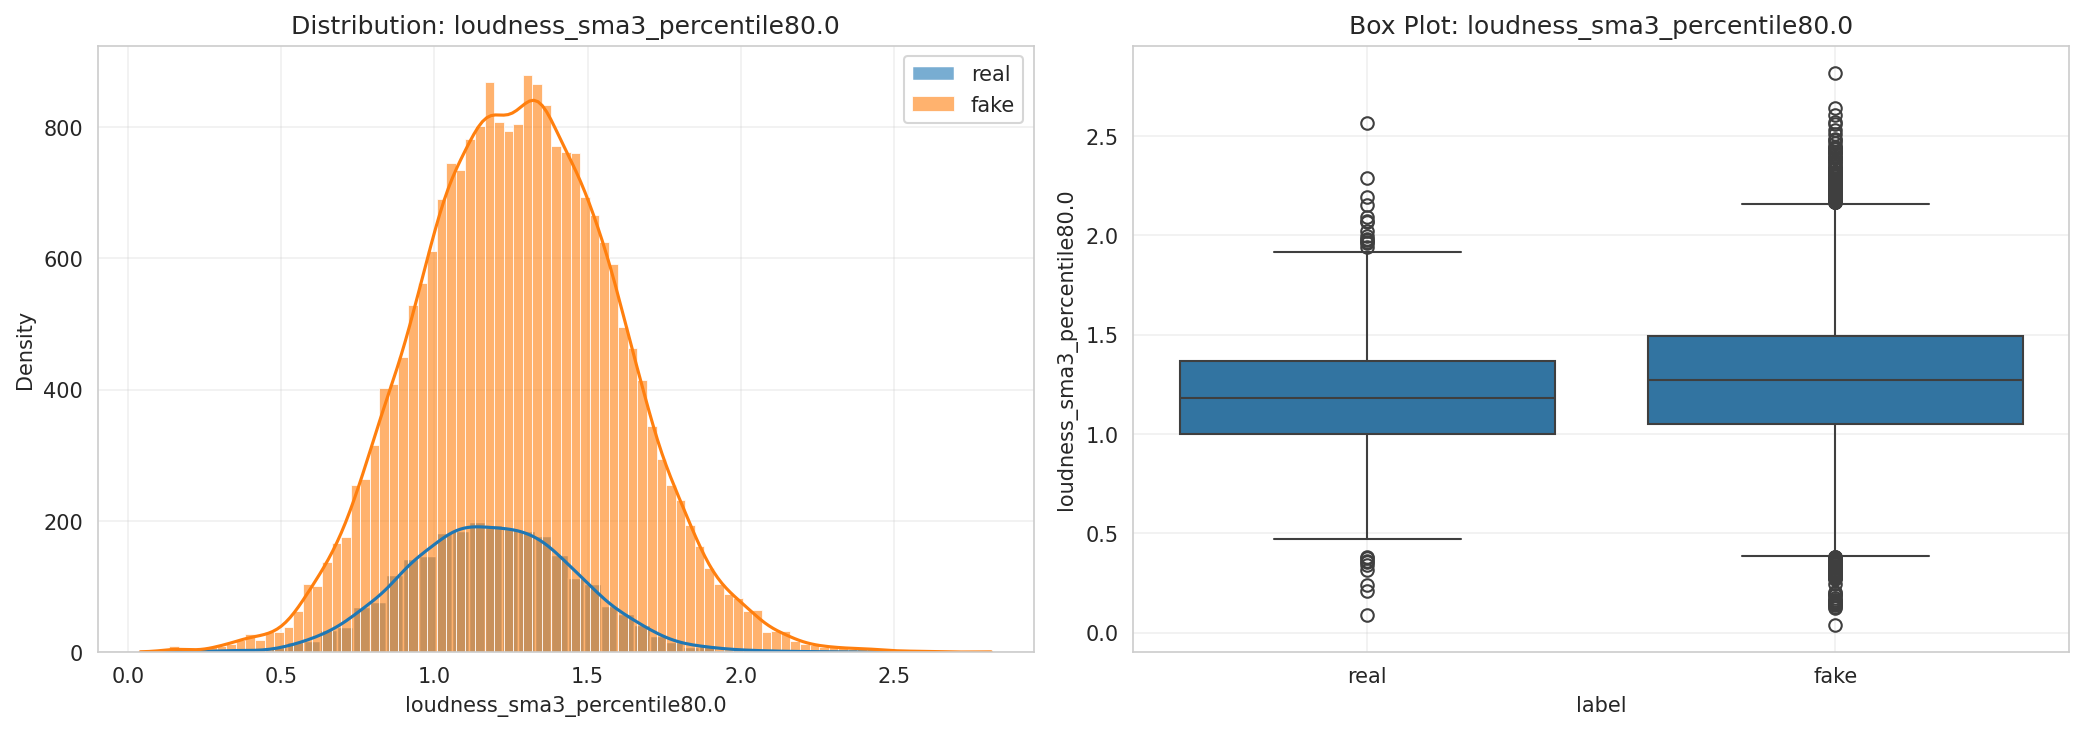 Distribution: loudness_sma3_percentile80.0
real
fake
Density
800
600
400
200
0
0.0 0.5 1.0 1.5 2.0 2.5
loudness_sma3_percentile80.0
Box Plot: loudness_sma3_percentile80.0
loudness_sma3_percentile80.0
2.5
2.0
1.5
1.0
0.5
0.0
real fake
label